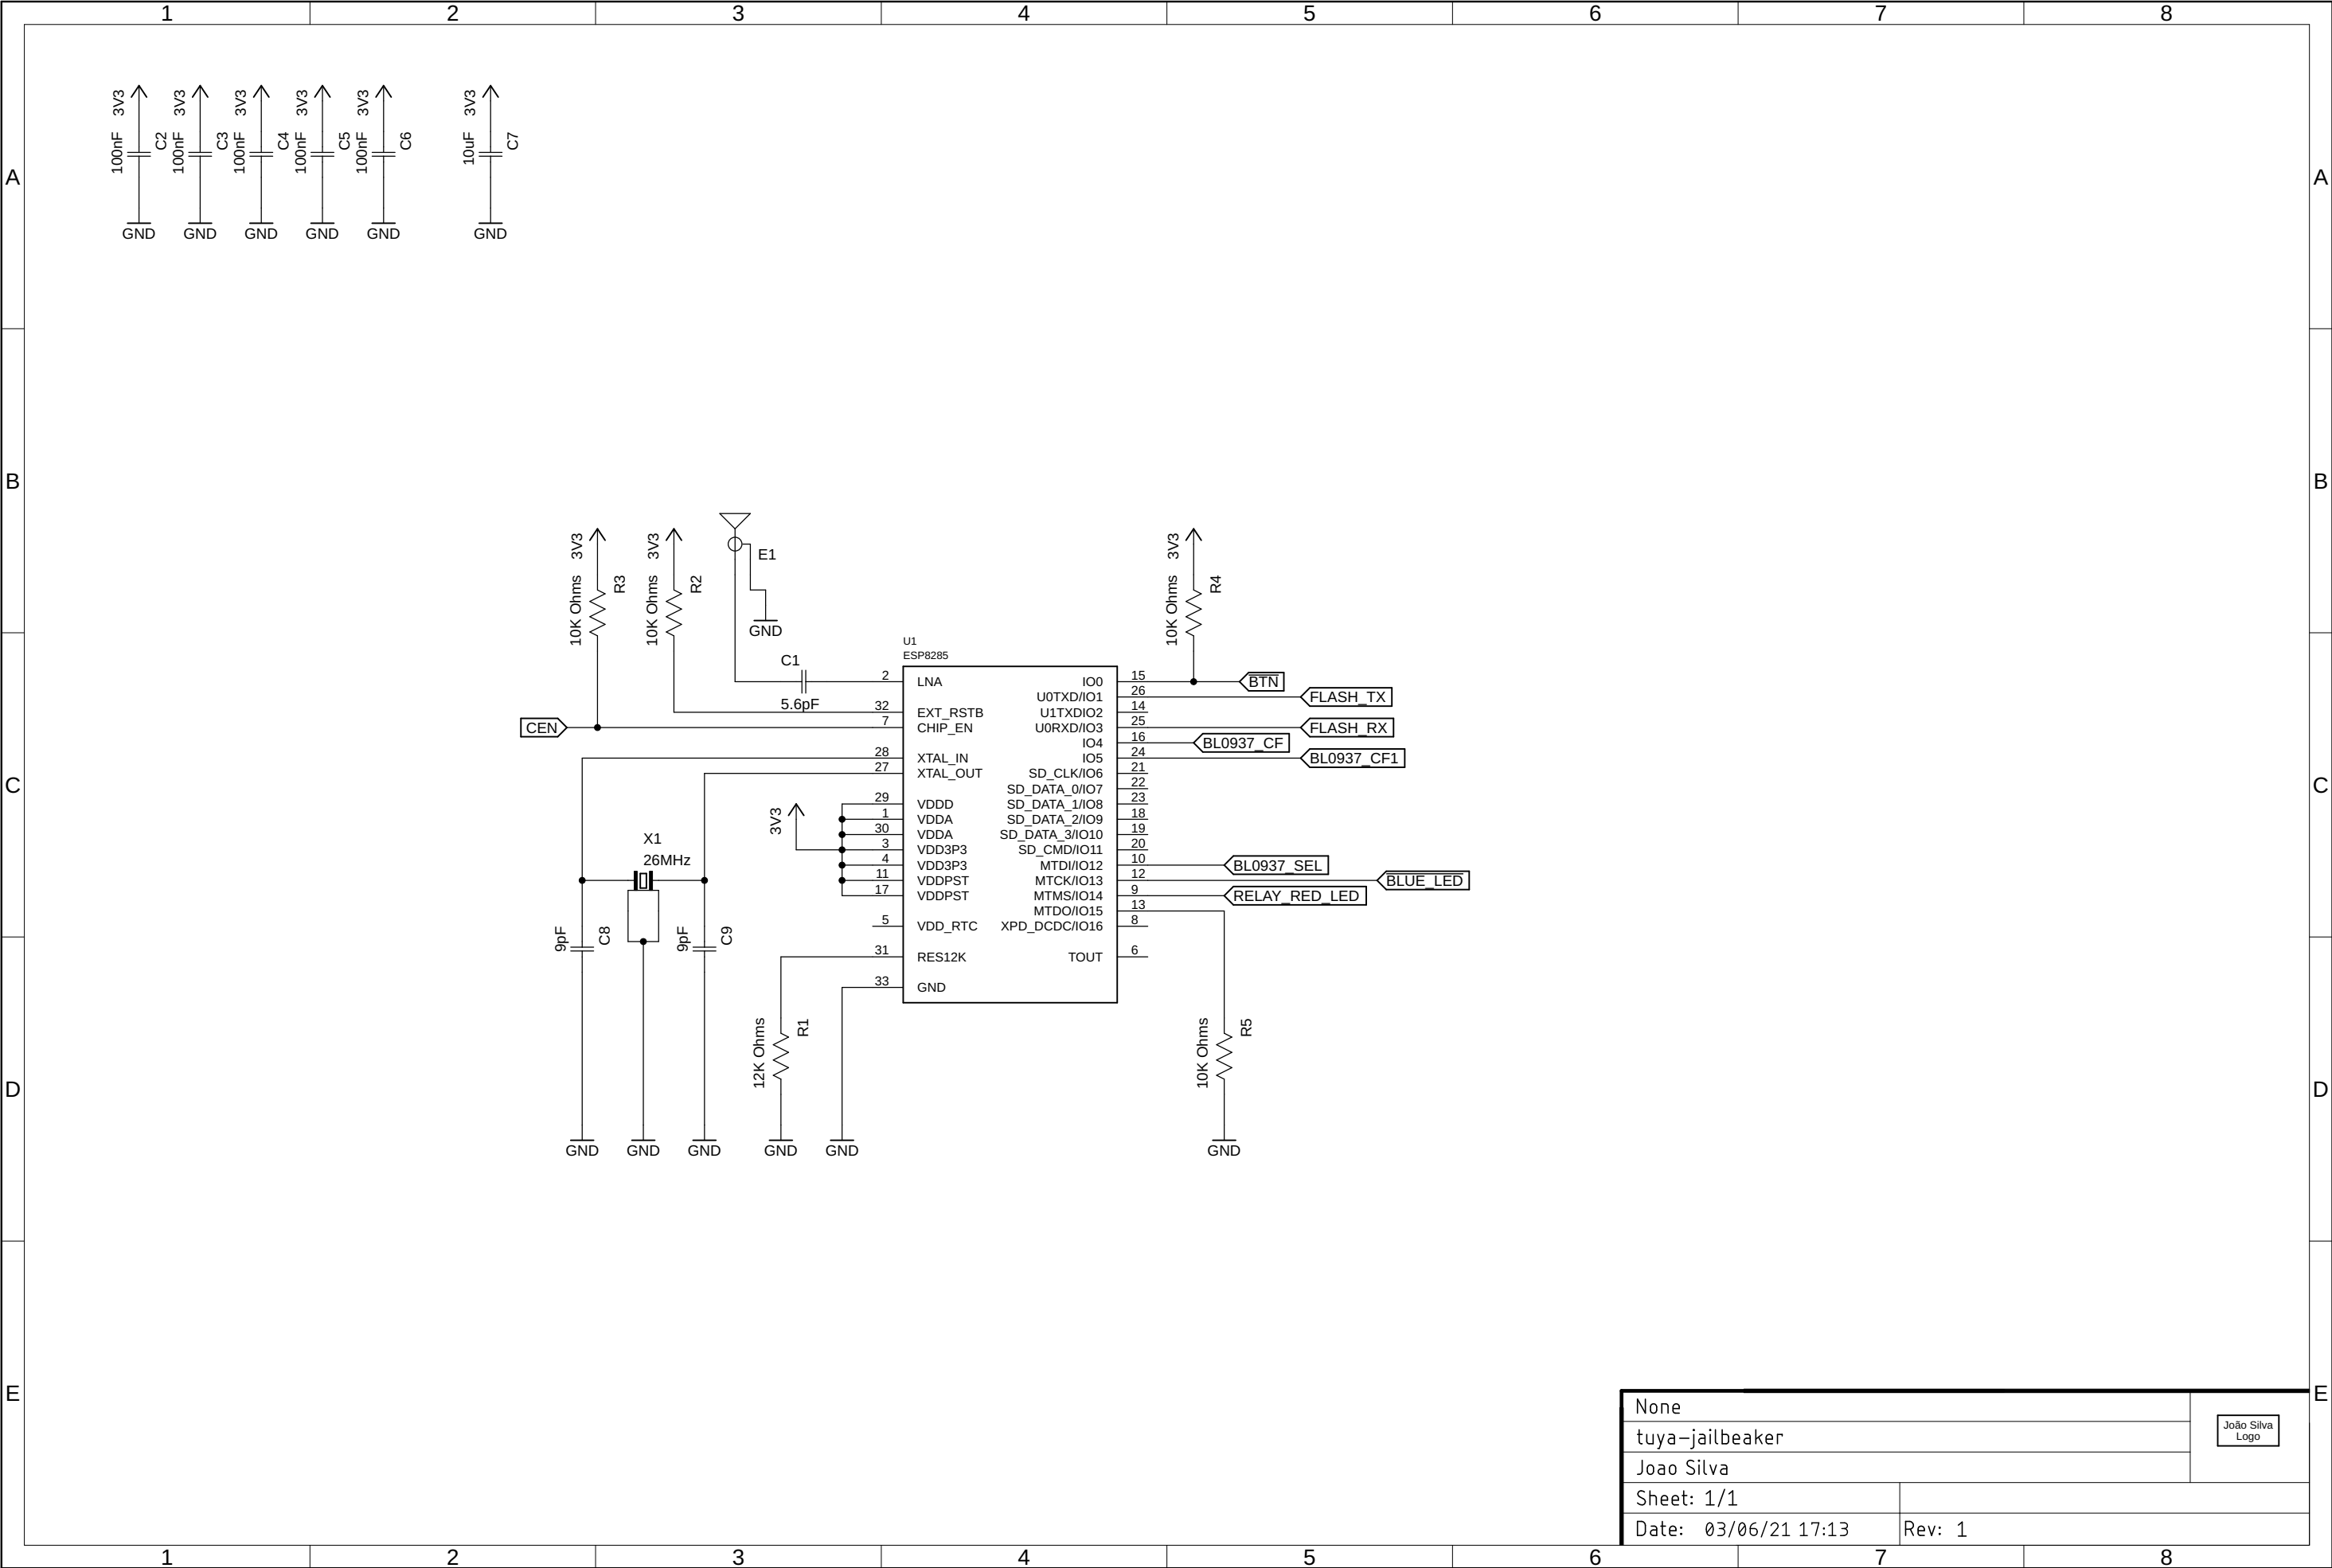 1 2 3 4 5 6 7 8
A A
3V3 3V3 3V3 3V3 3V3 3V3
100nF C2 100nF C3 100nF C4 100nF C5 100nF C6 10uF C7
GND GND GND GND GND GND
B B
3V3 3V3 E1 3V3
10K Ohms R3 10K Ohms R2 10K Ohms R4
GND
U1
ESP8285
C1
5.6pF
2 LNA IO0 15 BTN
U0TXD/IO1 26 FLASH_TX
32 EXT_RSTB U1TXDIO2 14
CEN 7 CHIP_EN U0RXD/IO3 25 FLASH_RX
IO4 16 BL0937_CF
28 XTAL_IN IO5 24 BL0937_CF1
27 XTAL_OUT SD_CLK/IO6 21
C C
SD_DATA_0/IO7 22
29 VDDD SD_DATA_1/IO8 23
3V3 1 VDDA SD_DATA_2/IO9 18
30 VDDA SD_DATA_3/IO10 19
X1
26MHz
3 VDD3P3 SD_CMD/IO11 20
4 VDD3P3 MTDI/IO12 10 BL0937_SEL
11 VDDPST MTCK/IO13 12 BLUE_LED
17 VDDPST MTMS/IO14 9 RELAY_RED_LED
MTDO/IO15 13
5 VDD_RTC XPD_DCDC/IO16 8
9pF C8 9pF C9
31 RES12K TOUT 6
33 GND
12K Ohms R1 10K Ohms R5
D D
GND GND GND GND GND GND
E E
None
tuya-jailbeaker
Joao Silva
João Silva
Logo
Sheet: 1/1
Date: 03/06/21 17:13 Rev: 1
1 2 3 4 5 6 7 8